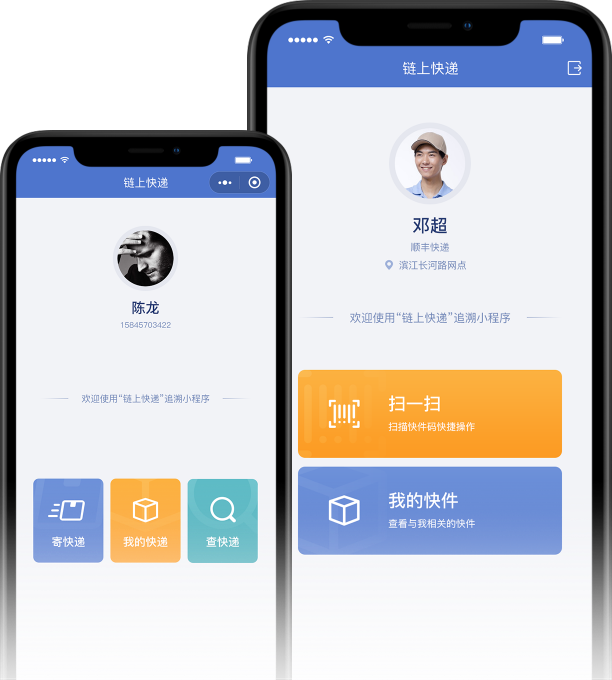 链上快递
陈龙
15845703422
欢迎使用“链上快递”追溯小程序
寄快递
我的快递
查快递
链上快递
邓超
顺丰快递
滨江长河路网点
欢迎使用“链上快递”追溯小程序
扫一扫
扫描快件码快捷操作
我的快件
查看与我相关的快件